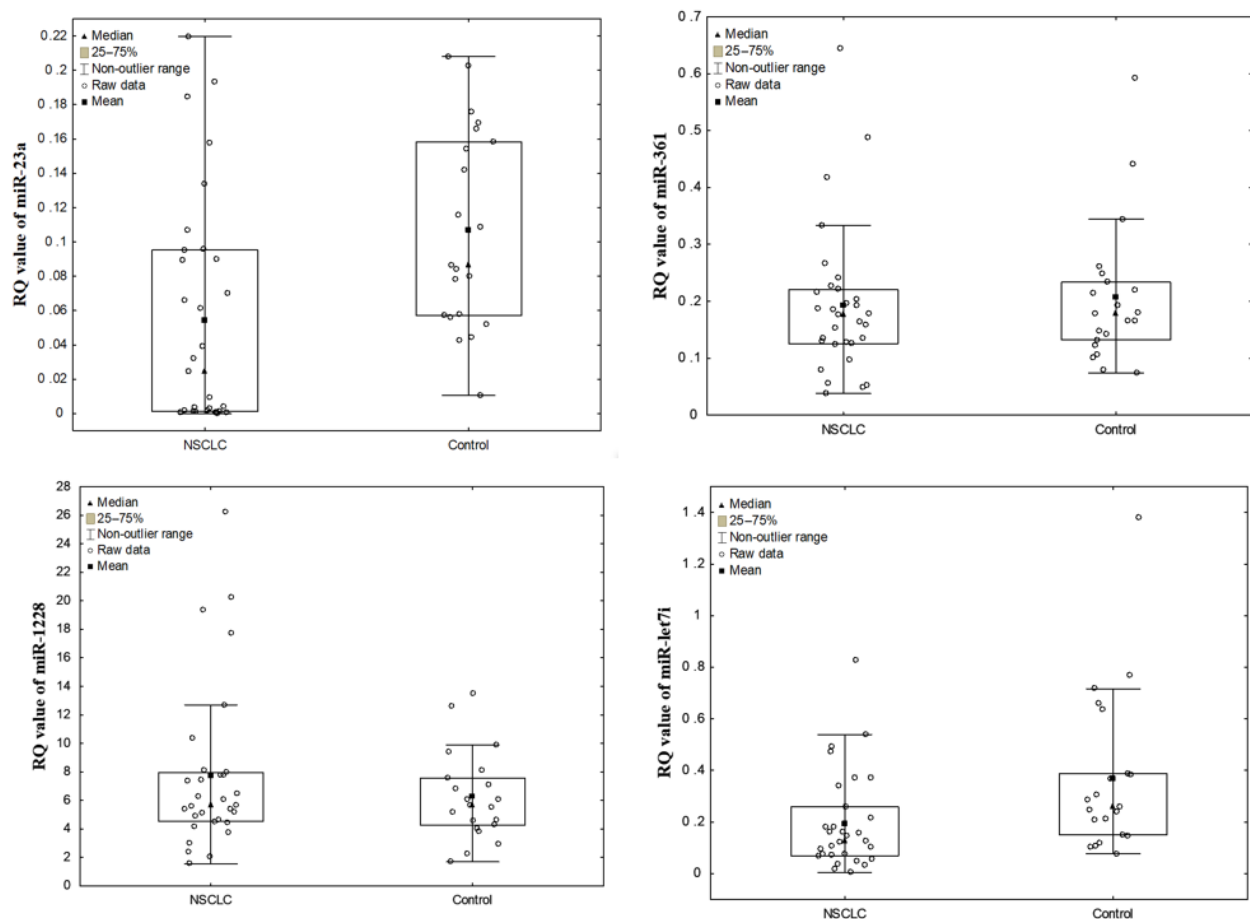 RQ value of miR-23a
0.22
0.20
0.18
0.16
0.14
0.12
0.1
0.08
0.06
0.04
0.02
0
Median
25–75%
Non-outlier range
Raw data
Mean
NSCLC
Control
RQ value of miR-361
0.7
0.6
0.5
0.4
0.3
0.2
0.1
0
Median
25–75%
Non-outlier range
Raw data
Mean
NSCLC
Control
RQ value of miR-1228
28
26
24
22
20
18
16
14
12
10
8
6
4
2
0
Median
25–75%
Non-outlier range
Raw data
Mean
NSCLC
Control
RQ value of miR-let7i
1.4
1.2
1
0.8
0.6
0.4
0.2
0
Median
25–75%
Non-outlier range
Raw data
Mean
NSCLC
Control